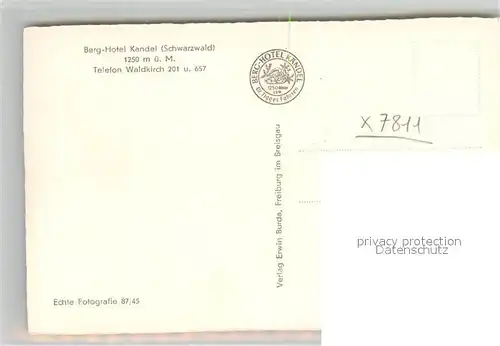 Berg-Hotel Kandel (Schwarzwald)
1250 m ü. M.
Telefon Waldkirch 201 u. 657
BERG-HOTEL KANDEL
1250 Meter
X 7811
Verlag Erwin Burda, Freiburg im Breisgau
privacy protection
Datenschutz
Echte Fotografie 87/45